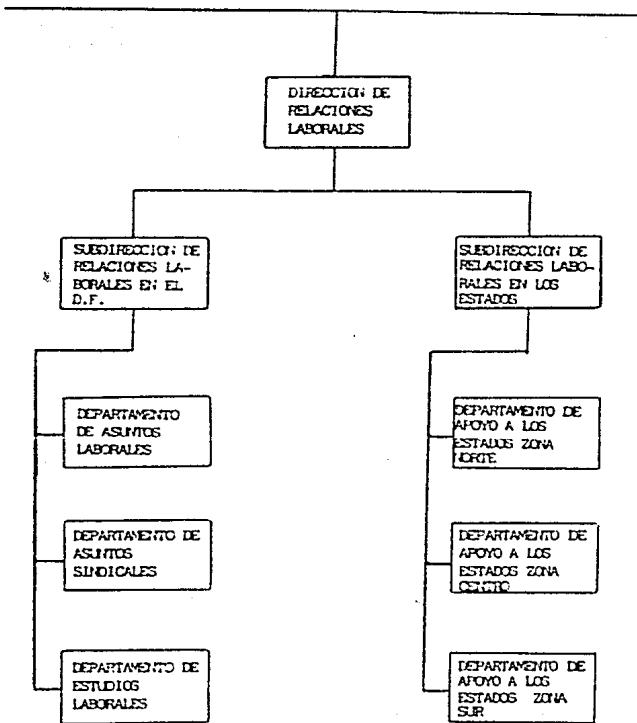 DIRECCION DE
RELACIONES
LABORALES
SUBDIRECCION DE
RELACIONES LA-
BORALES EN EL
D.F.
SUBDIRECCION DE
RELACIONES LABO-
RALES EN LOS
ESTADOS
DEPARTAMENTO
DE ASUNTOS
LABORALES
DEPARTAMENTO DE
APOYO A LOS
ESTADOS ZONA
NORTE
DEPARTAMENTO DE
ASUNTOS
SINDICALES
DEPARTAMENTO DE
APOYO A LOS
ESTADOS ZONA
CENTRO
DEPARTAMENTO DE
ESTUDIOS
LABORALES
DEPARTAMENTO DE
APOYO A LOS
ESTADOS ZONA
SUR